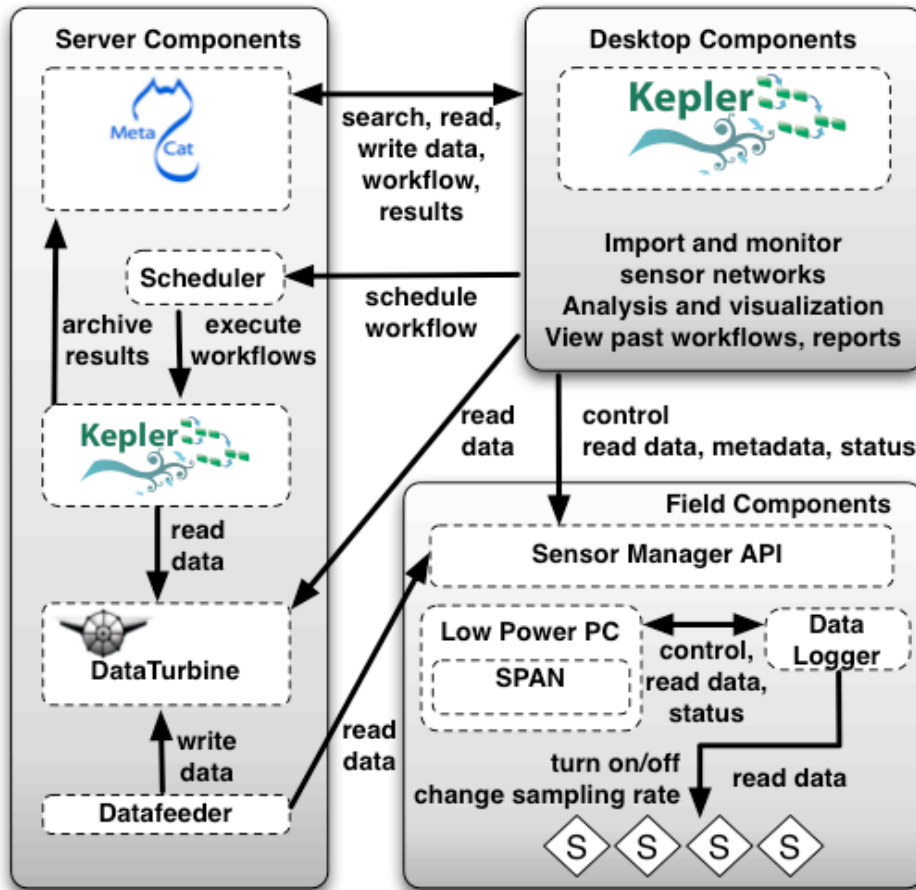 Server Components
Meta
Cat
Scheduler
archive
results
execute
workflows
Kepler
read
data
DataTurbine
write
data
Datafeeder
search, read,
write data,
workflow,
results
schedule
workflow
read
data
read
data
Desktop Components
Kepler
Import and monitor
sensor networks
Analysis and visualization
View past workflows, reports
control
read data, metadata, status
Field Components
Sensor Manager API
Low Power PC
SPAN
control,
read data,
status
Data
Logger
turn on/off
change sampling rate
read data
S S S S